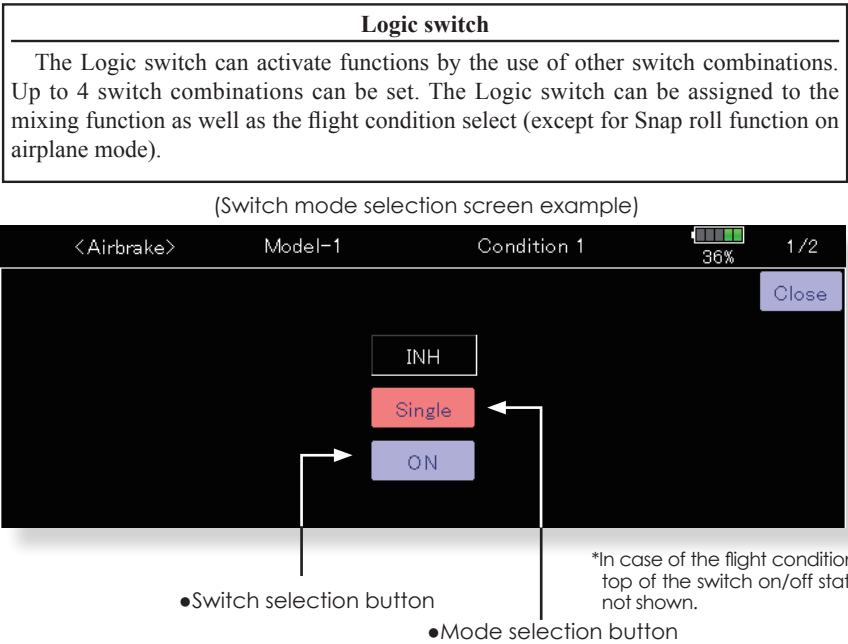 Logic switch
The Logic switch can activate functions by the use of other switch combinations.
Up to 4 switch combinations can be set. The Logic switch can be assigned to the
mixing function as well as the flight condition select (except for Snap roll function on
airplane mode).
(Switch mode selection screen example)
<Airbrake> Model-1 Condition 1 36% 1/2
Close
INH
Single
ON
*In case of the flight condition
top of the switch on/off stat
not shown.
●Switch selection button
●Mode selection button